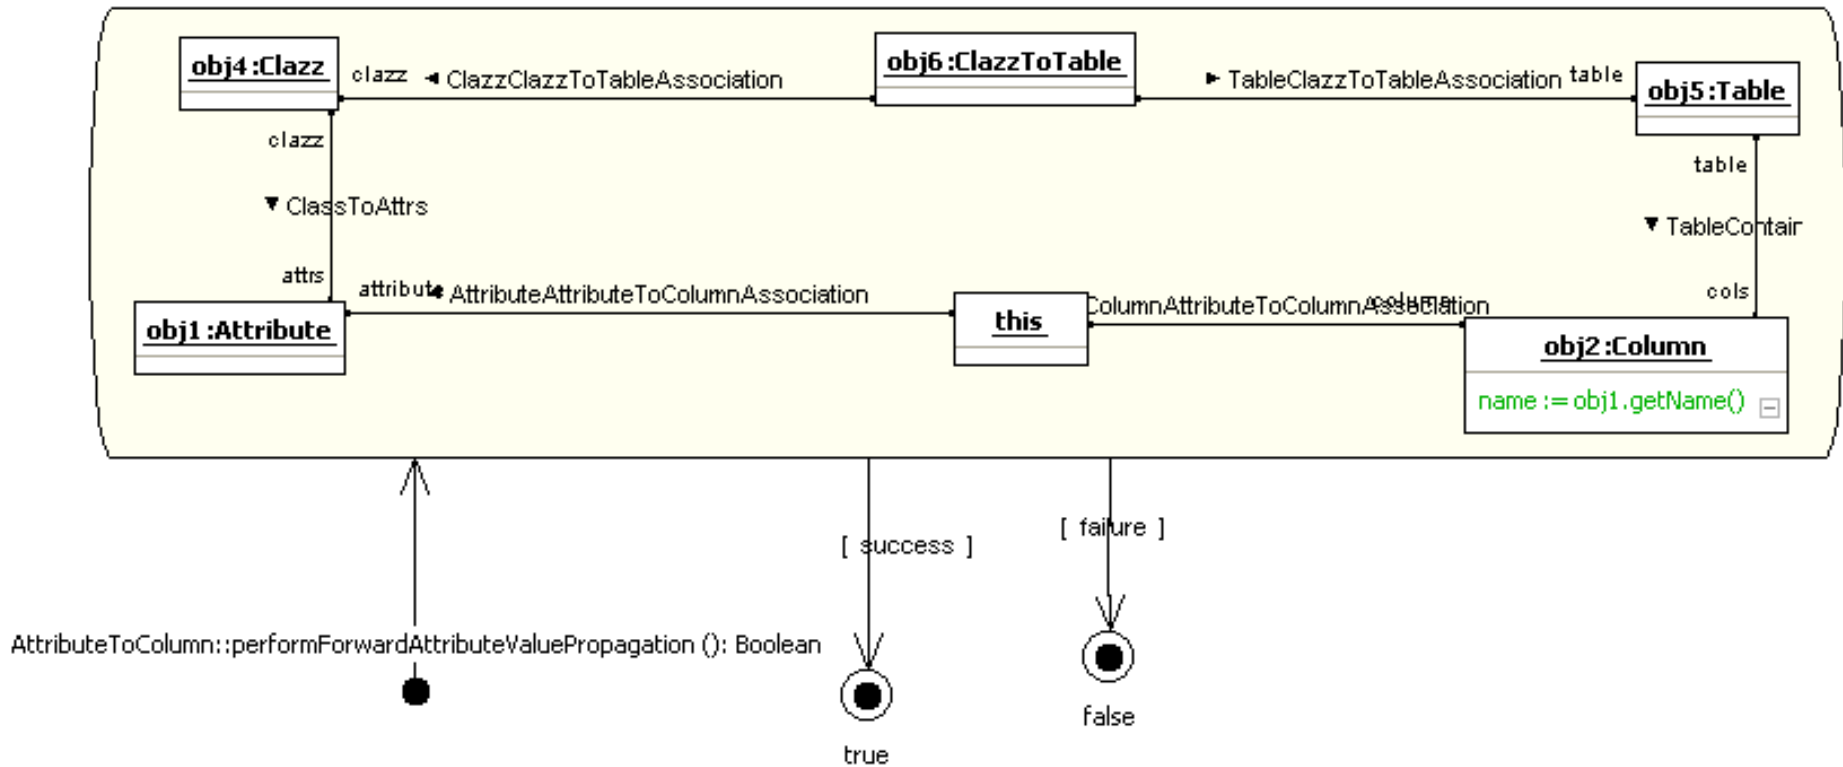 obj4:Clazz
clazz
ClazzClazzToTableAssociation
obj6:ClazzToTable
TableClazzToTableAssociation
table
obj5:Table
clazz
table
ClassToAttrs
TableContain
attrs
cols
attribute
AttributeAttributeToColumnAssociation
this
ColumnAttributeToColumnAssociation
column
obj1:Attribute
obj2:Column
name := obj1.getName()
[ success ]
[ failure ]
AttributeToColumn::performForwardAttributeValuePropagation (): Boolean
true
false